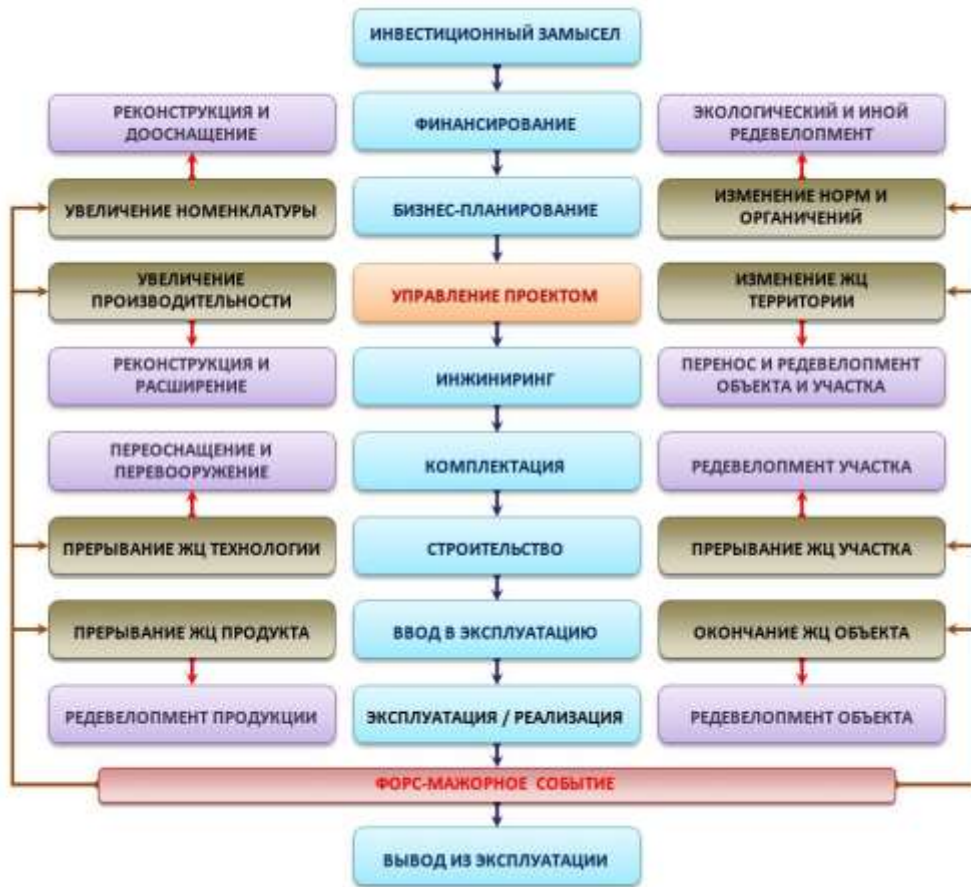 ИНВЕСТИЦИОННЫЙ ЗАМЫСЕЛ
РЕКОНСТРУКЦИЯ И
ДООСНАЩЕНИЕ
ФИНАНСИРОВАНИЕ
ЭКОЛОГИЧЕСКИЙ И ИНОЙ
РЕДЕВЕЛОПМЕНТ
УВЕЛИЧЕНИЕ НОМЕНКЛАТУРЫ
БИЗНЕС-ПЛАНИРОВАНИЕ
ИЗМЕНЕНИЕ НОРМ И
ОРГАНИЧЕНИЙ
УВЕЛИЧЕНИЕ
ПРОИЗВОДИТЕЛЬНОСТИ
УПРАВЛЕНИЕ ПРОЕКТОМ
ИЗМЕНЕНИЕ ЖЦ
ТЕРРИТОРИИ
РЕКОНСТРУКЦИЯ И
РАСШИРЕНИЕ
ИНЖИНИРИНГ
ПЕРЕНОС И РЕДЕВЕЛОПМЕНТ
ОБЪЕКТА И УЧАСТКА
ПЕРЕОСНАЩЕНИЕ И
ПЕРЕВООРУЖЕНИЕ
КОМПЛЕКТАЦИЯ
РЕДЕВЕЛОПМЕНТ УЧАСТКА
ПРЕРЫВАНИЕ ЖЦ ТЕХНОЛОГИИ
СТРОИТЕЛЬСТВО
ПРЕРЫВАНИЕ ЖЦ УЧАСТКА
ПРЕРЫВАНИЕ ЖЦ ПРОДУКТА
ВВОД В ЭКСПЛУАТАЦИЮ
ОКОНЧАНИЕ ЖЦ ОБЪЕКТА
РЕДЕВЕЛОПМЕНТ ПРОДУКЦИИ
ЭКСПЛУАТАЦИЯ / РЕАЛИЗАЦИЯ
РЕДЕВЕЛОПМЕНТ ОБЪЕКТА
ФОРС-МАЖОРНОЕ СОБЫТИЕ
ВЫВОД ИЗ ЭКСПЛУАТАЦИИ